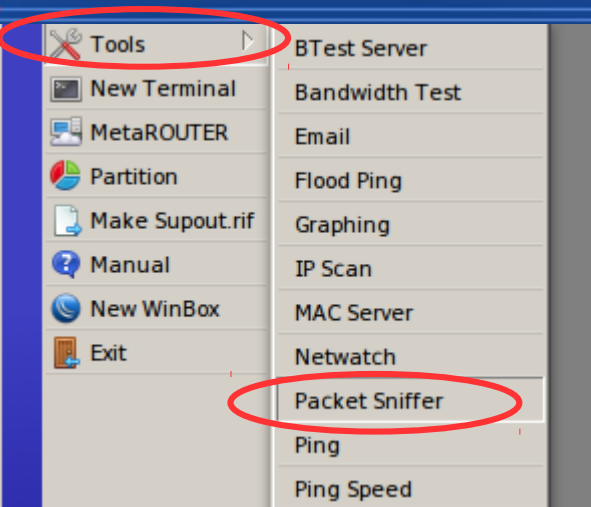 Tools
New Terminal
MetaROUTER
Partition
Make Supout.rif
Manual
New WinBox
Exit
BTest Server
Bandwidth Test
Email
Flood Ping
Graphing
IP Scan
MAC Server
Netwatch
Packet Sniffer
Ping
Ping Speed